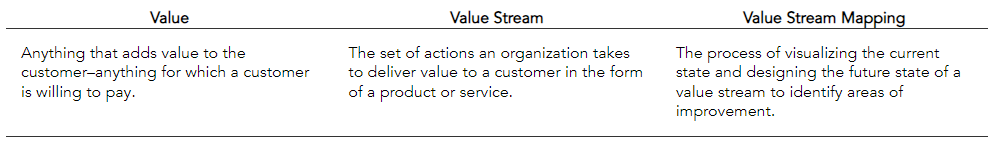 Value
Value Stream
Value Stream Mapping
Anything that adds value to the
customer–anything for which a customer
is willing to pay.
The set of actions an organization takes
to deliver value to a customer in the form
of a product or service.
The process of visualizing the current
state and designing the future state of a
value stream to identify areas of
improvement.